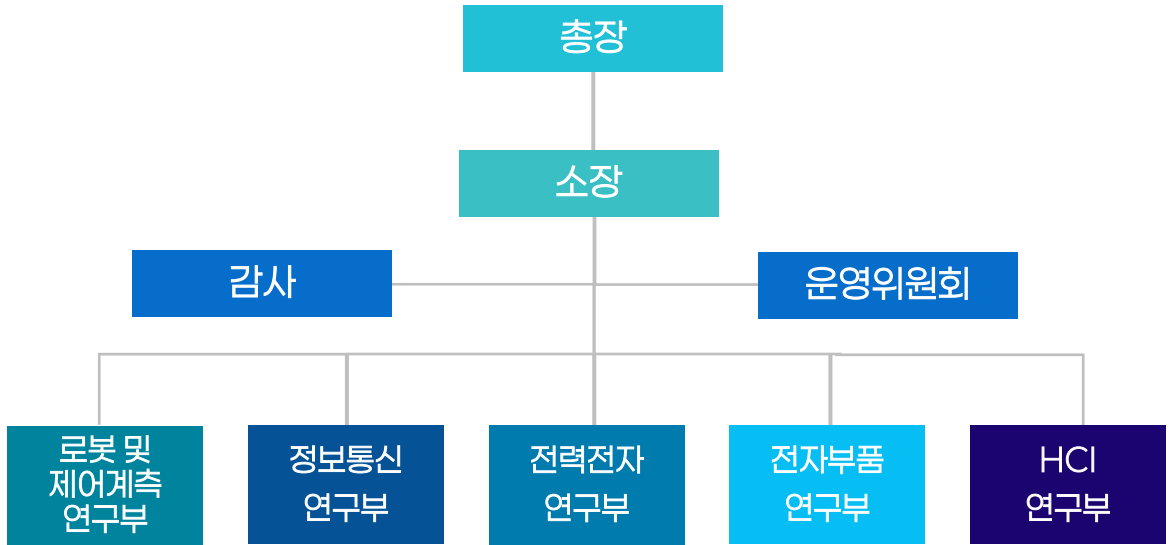 총장
소장
감사
운영위원회
로봇 및
제어계측
연구부
정보통신
연구부
전력전자
연구부
전자부품
연구부
HCI
연구부